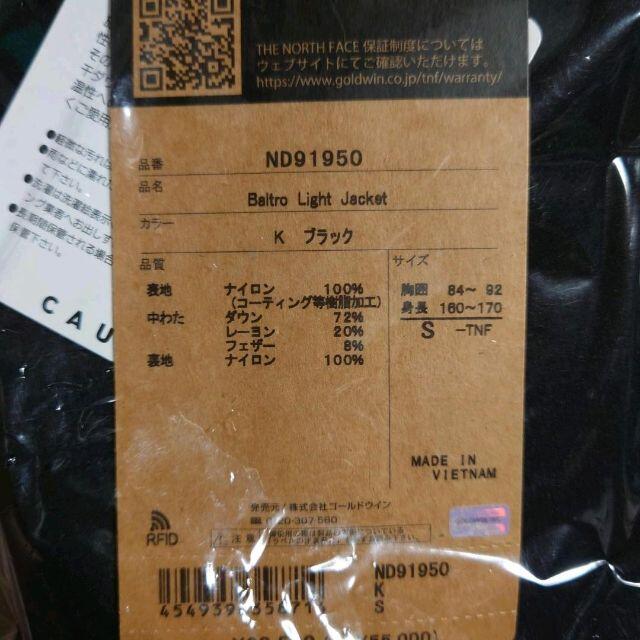 THE NORTH FACE 保証制度については
ウェブサイトにてご確認いただけます。
https://www.goldwin.co.jp/tnf/warranty/
品番 ND91950
品名 Baltro Light Jacket
カラー K ブラック
品質
表地 ナイロン 100%
(コーティング等樹脂加工)
中わた ダウン 72%
レーヨン 20%
フェザー 8%
裏地 ナイロン 100%
サイズ
胸囲 84~ 92
身長 160~170
S -TNF
MADE IN
VIETNAM
発売元/株式会社ゴールドウイン
0120-307-560
RFID
注意
ND91950
K
S
CAU